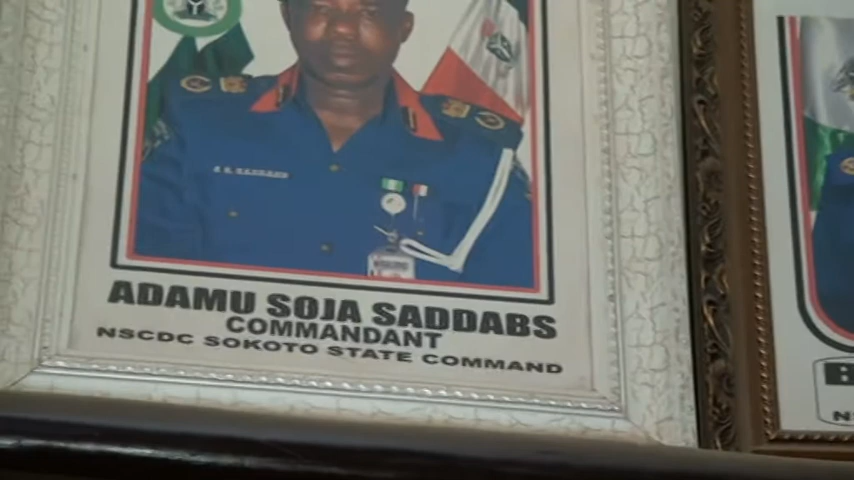 ADAMU SOJA SADDABS
COMMANDANT
NSCDC, SOKOTO STATE COMMAND